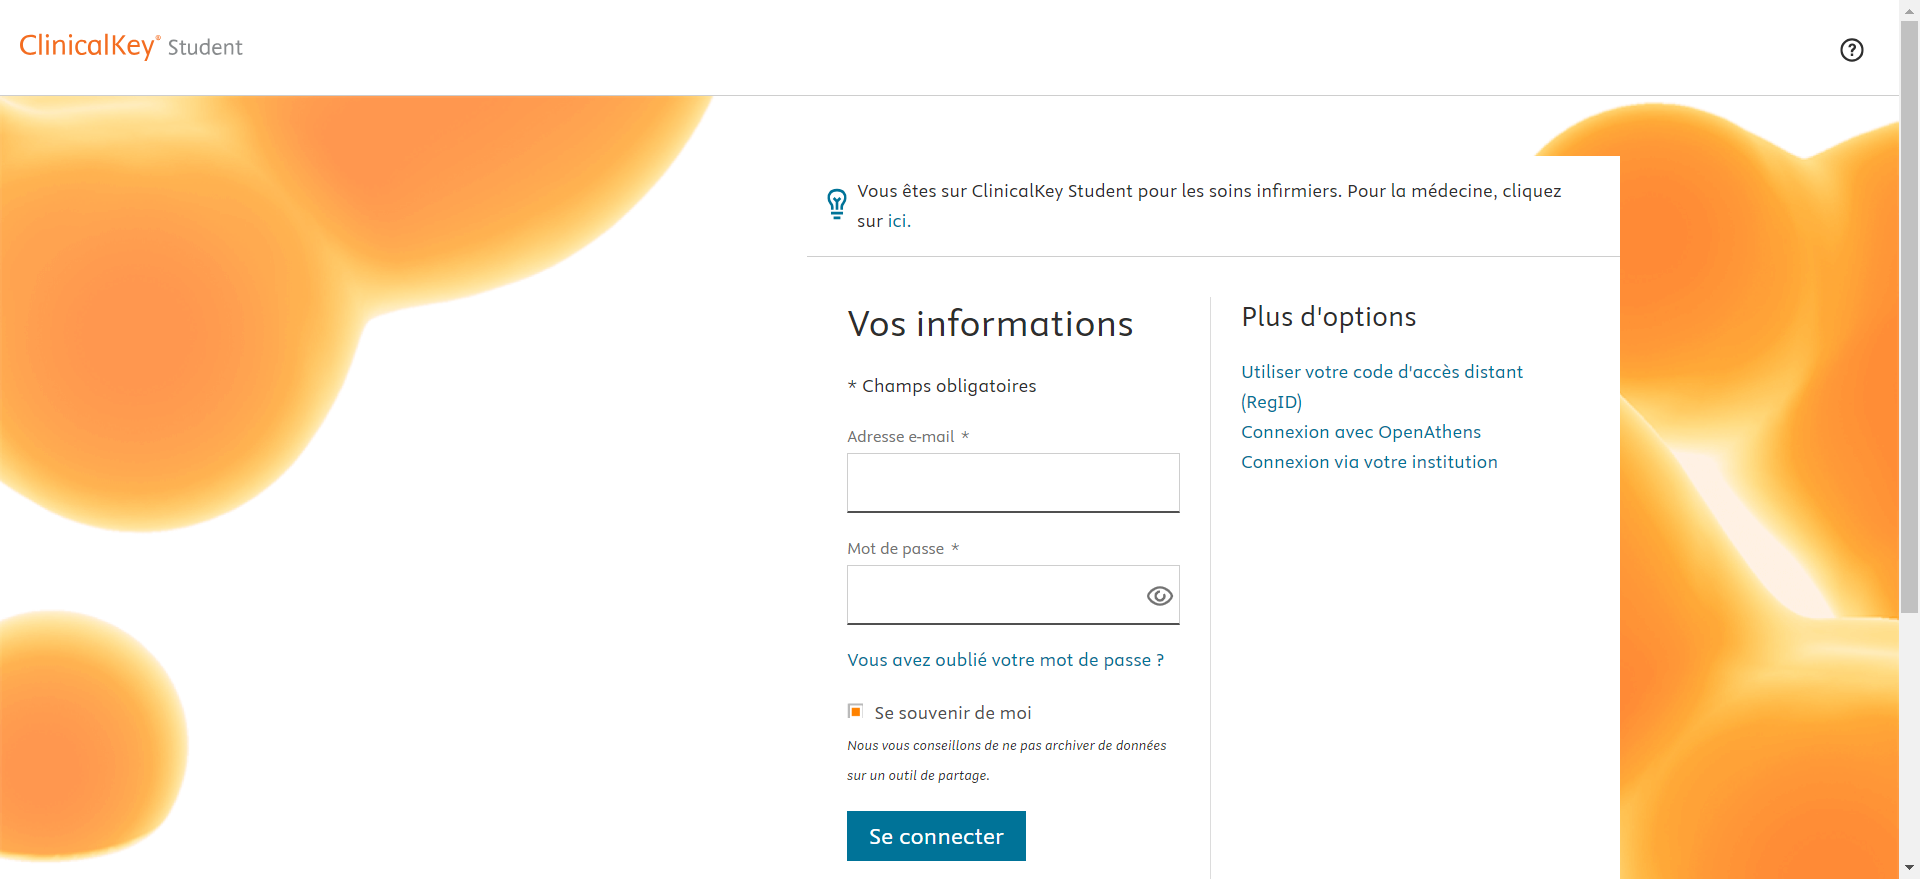 ClinicalKey® Student
Vous êtes sur ClinicalKey Student pour les soins infirmiers. Pour la médecine, cliquez
sur ici.
Vos informations
* Champs obligatoires
Adresse e-mail *
Mot de passe *
Vous avez oublié votre mot de passe ?
Se souvenir de moi
Nous vous conseillons de ne pas archiver de données
sur un outil de partage.
Se connecter
Plus d'options
Utiliser votre code d'accès distant
(RegID)
Connexion avec OpenAthens
Connexion via votre institution